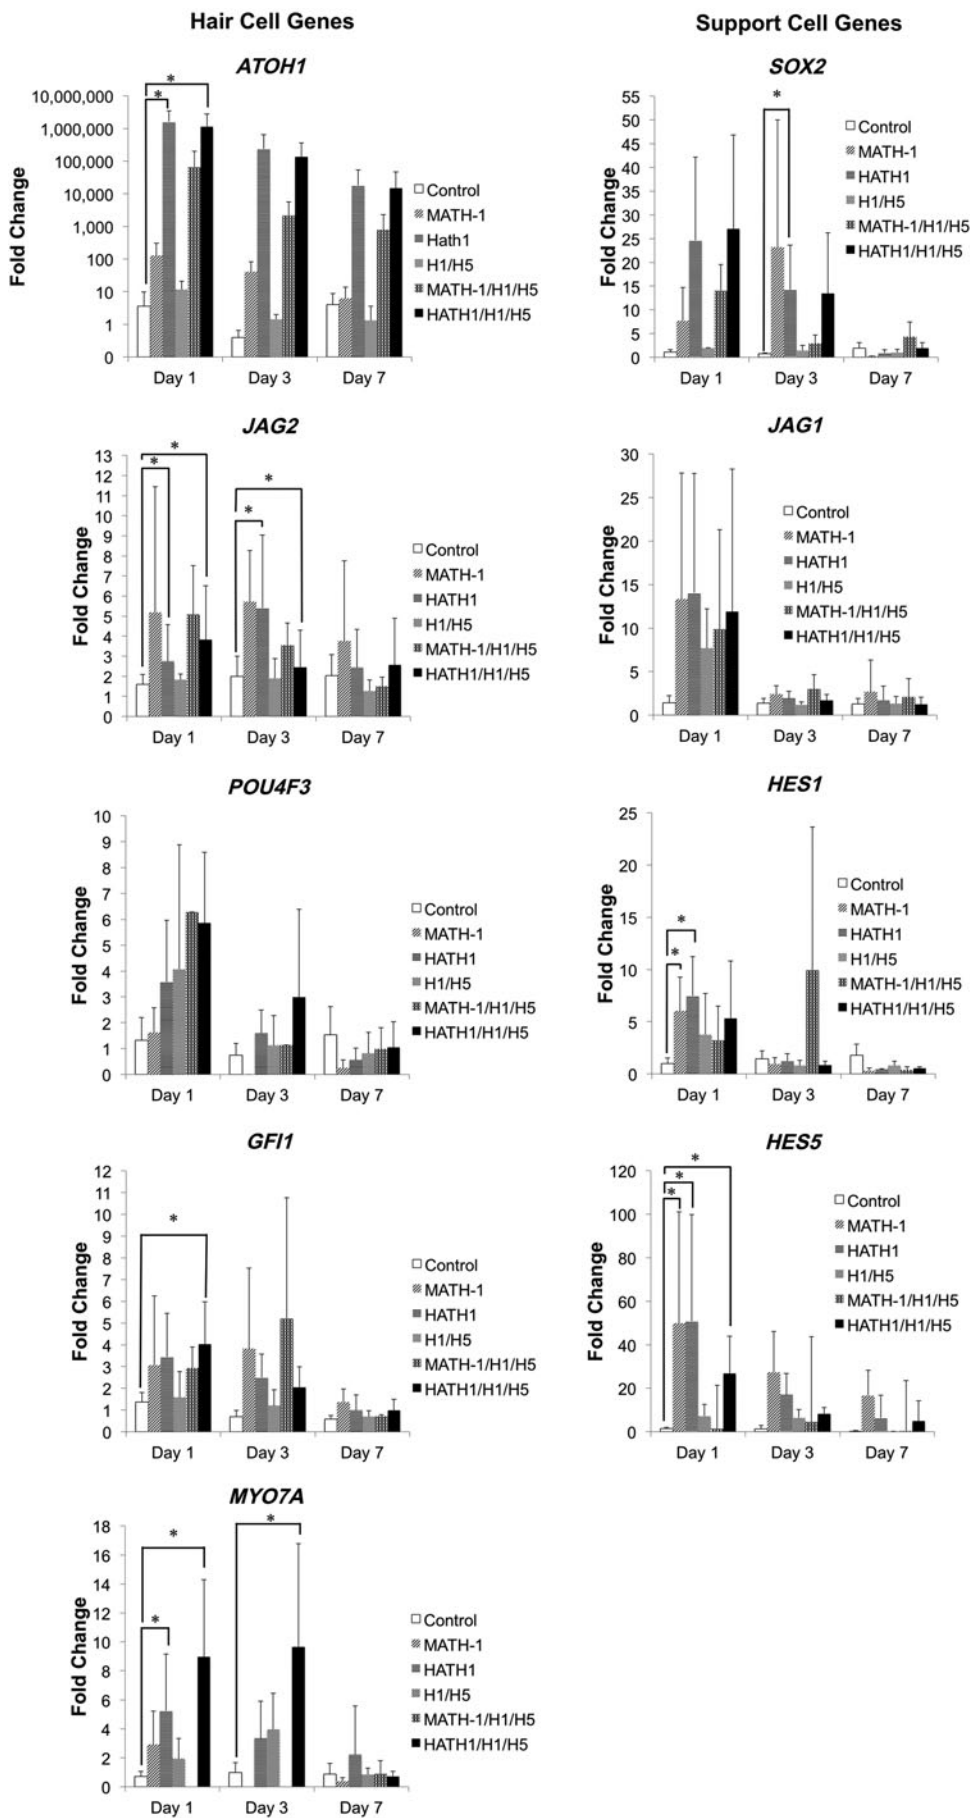 Hair Cell Genes
Support Cell Genes
ATOH1
*
*
10,000,000
1,000,000
100,000
10,000
1,000
100
10
1
0
Fold Change
Day 1
Day 3
Day 7
Control
MATH-1
Hath1
H1/H5
MATH-1/H1/H5
HATH1/H1/H5
SOX2
*
55
50
45
40
35
30
25
20
15
10
5
0
Fold Change
Day 1
Day 3
Day 7
Control
MATH-1
HATH1
H1/H5
MATH-1/H1/H5
HATH1/H1/H5
JAG2
*
*
*
*
13
12
11
10
9
8
7
6
5
4
3
2
1
0
Fold Change
Day 1
Day 3
Day 7
Control
MATH-1
HATH1
H1/H5
MATH-1/H1/H5
HATH1/H1/H5
JAG1
30
25
20
15
10
5
0
Fold Change
Day 1
Day 3
Day 7
Control
MATH-1
HATH1
H1/H5
MATH-1/H1/H5
HATH1/H1/H5
POU4F3
10
9
8
7
6
5
4
3
2
1
0
Fold Change
Day 1
Day 3
Day 7
Control
MATH-1
HATH1
H1/H5
MATH-1/H1/H5
HATH1/H1/H5
HES1
*
*
25
20
15
10
5
0
Fold Change
Day 1
Day 3
Day 7
Control
MATH-1
HATH1
H1/H5
MATH-1/H1/H5
HATH1/H1/H5
GFI1
*
12
11
10
9
8
7
6
5
4
3
2
1
0
Fold Change
Day 1
Day 3
Day 7
Control
MATH-1
HATH1
H1/H5
MATH-1/H1/H5
HATH1/H1/H5
HES5
*
*
*
120
100
80
60
40
20
0
Fold Change
Day 1
Day 3
Day 7
Control
MATH-1
HATH1
H1/H5
MATH-1/H1/H5
HATH1/H1/H5
MYO7A
*
*
*
18
16
14
12
10
8
6
4
2
0
Fold Change
Day 1
Day 3
Day 7
Control
MATH-1
HATH1
H1/H5
MATH-1/H1/H5
HATH1/H1/H5